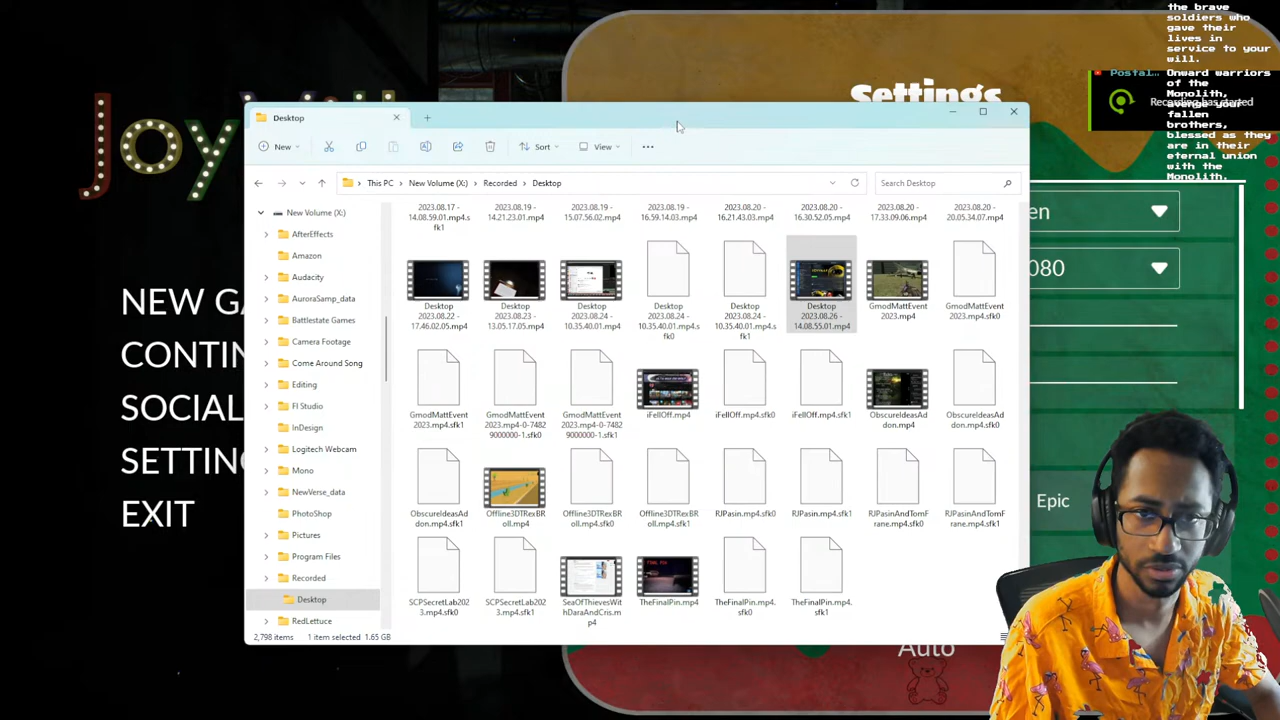 the brave
soldiers who
gave their
lives in
service to your
will.
Postal...
Onward warriors
of the
Monolith,
avenge your
fallen
brothers,
blessed as they
are in their
eternal union
with the
Monolith.
Recording has started
Settings
Joy
NEW GA
CONTIN
SOCIAL
SETTIN
EXIT
en
080
Epic
Auto
Desktop
New
Sort
View
This PC > New Volume (X:) > Recorded > Desktop
Search Desktop
New Volume (X:)
AfterEffects
Amazon
Audacity
AuroraSamp_data
Battlestate Games
Camera Footage
Come Around Song
Editing
Fl Studio
InDesign
Logitech Webcam
Mono
NewVerse_data
PhotoShop
Pictures
Program Files
Recorded
Desktop
RedLettuce
2023.08.17 -
14.08.59.01.mp4.s
fk1
2023.08.19 -
14.21.23.01.mp4
2023.08.19 -
15.07.56.02.mp4
2023.08.19 -
16.59.14.03.mp4
2023.08.20 -
16.21.43.03.mp4
2023.08.20 -
16.30.52.05.mp4
2023.08.20 -
17.33.09.06.mp4
2023.08.20 -
20.05.34.07.mp4
Desktop
2023.08.22 -
17.46.02.05.mp4
Desktop
2023.08.23 -
13.05.17.05.mp4
Desktop
2023.08.24 -
10.35.40.01.mp4
Desktop
2023.08.24 -
10.35.40.01.mp4.s
fk0
Desktop
2023.08.24 -
10.35.40.01.mp4.s
fk1
Desktop
2023.08.26 -
14.08.55.01.mp4
GmodMattEvent
2023.mp4
GmodMattEvent
2023.mp4.sfk0
GmodMattEvent
2023.mp4.sfk1
GmodMattEvent
2023.mp4-0-7482
9000000-1.sfk0
GmodMattEvent
2023.mp4-0-7482
9000000-1.sfk1
iFellOff.mp4
iFellOff.mp4.sfk0
iFellOff.mp4.sfk1
ObscureIdeasAd
don.mp4
ObscureIdeasAd
don.mp4.sfk0
ObscureIdeasAd
don.mp4.sfk1
Offline3DTRexBR
oll.mp4
Offline3DTRexBR
oll.mp4.sfk0
Offline3DTRexBR
oll.mp4.sfk1
RJPasin.mp4.sfk0
RJPasin.mp4.sfk1
RJPasinAndTomF
rane.mp4.sfk0
RJPasinAndTomF
rane.mp4.sfk1
SCPSecretLab202
3.mp4.sfk0
SCPSecretLab202
3.mp4.sfk1
SeaOfThievesWit
hDaraAndCris.m
p4
TheFinalPin.mp4
TheFinalPin.mp4.
sfk0
TheFinalPin.mp4.
sfk1
2,798 items
1 item selected 1.65 GB